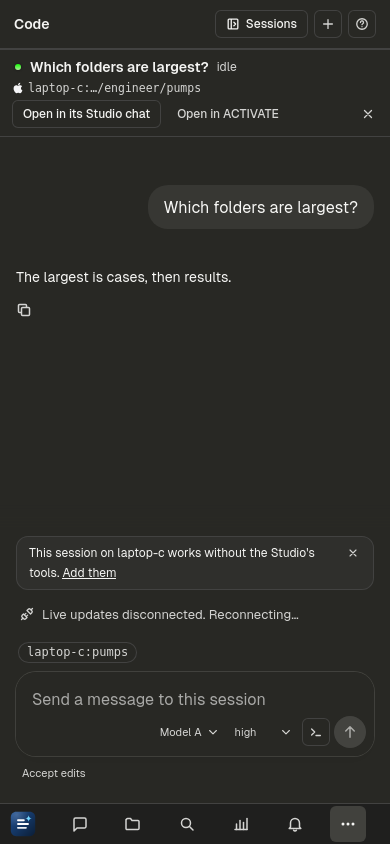 Code
Sessions
Which folders are largest? idle
laptop-c:…/engineer/pumps
Open in its Studio chat
Open in ACTIVATE
Which folders are largest?
The largest is cases, then results.
This session on laptop-c works without the Studio's
tools. Add them
Live updates disconnected. Reconnecting…
laptop-c:pumps
Send a message to this session
Model A
high
Accept edits